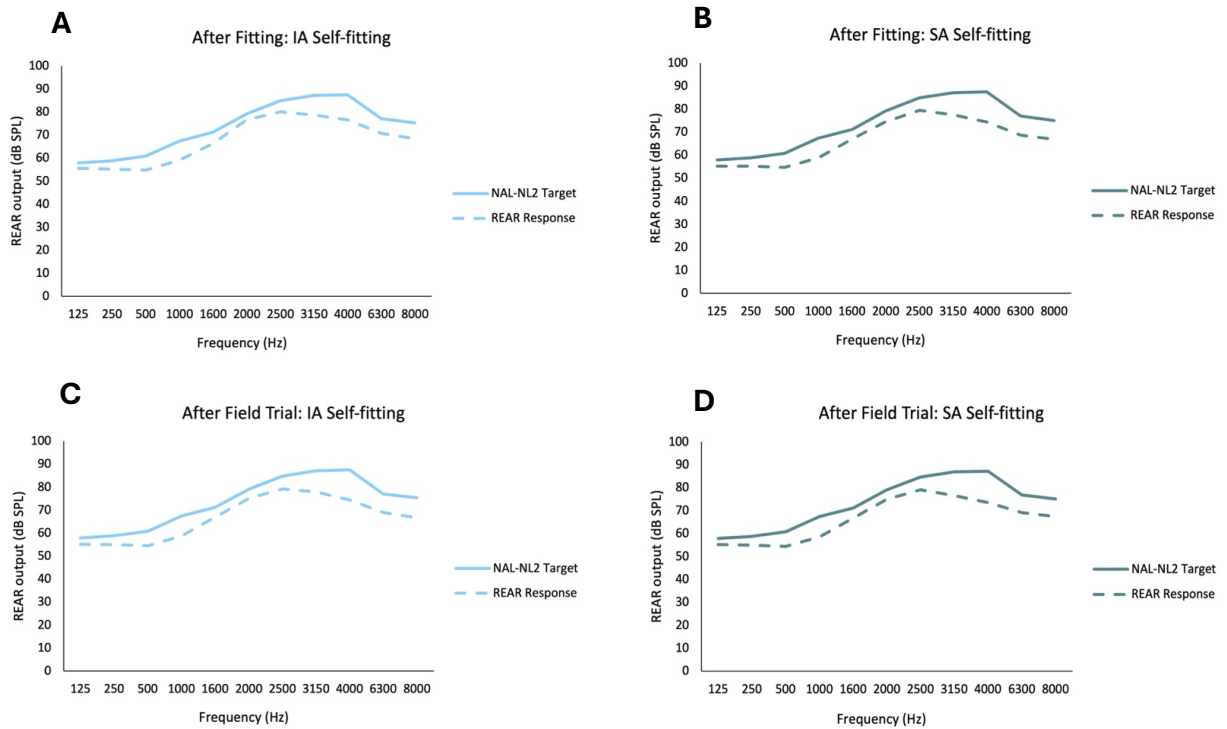 A
After Fitting: IA Self-fitting
100
90
80
70
60
50
40
30
20
10
0
REAR output (dB SPL)
125 250 500 1000 1600 2000 2500 3150 4000 6300 8000
Frequency (Hz)
NAL-NL2 Target
REAR Response
B
After Fitting: SA Self-fitting
100
90
80
70
60
50
40
30
20
10
0
REAR output (dB SPL)
125 250 500 1000 1600 2000 2500 3150 4000 6300 8000
Frequency (Hz)
NAL-NL2 Target
REAR Response
C
After Field Trial: IA Self-fitting
100
90
80
70
60
50
40
30
20
10
0
REAR output (dB SPL)
125 250 500 1000 1600 2000 2500 3150 4000 6300 8000
Frequency (Hz)
NAL-NL2 Target
REAR Response
D
After Field Trial: SA Self-fitting
100
90
80
70
60
50
40
30
20
10
0
REAR output (dB SPL)
125 250 500 1000 1600 2000 2500 3150 4000 6300 8000
Frequency (Hz)
NAL-NL2 Target
REAR Response